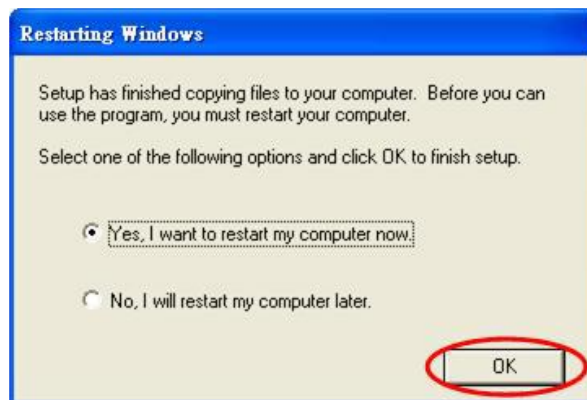 Restarting Windows
Setup has finished copying files to your computer. Before you can
use the program, you must restart your computer.
Select one of the following options and click OK to finish setup.
Yes, I want to restart my computer now.
No, I will restart my computer later.
OK